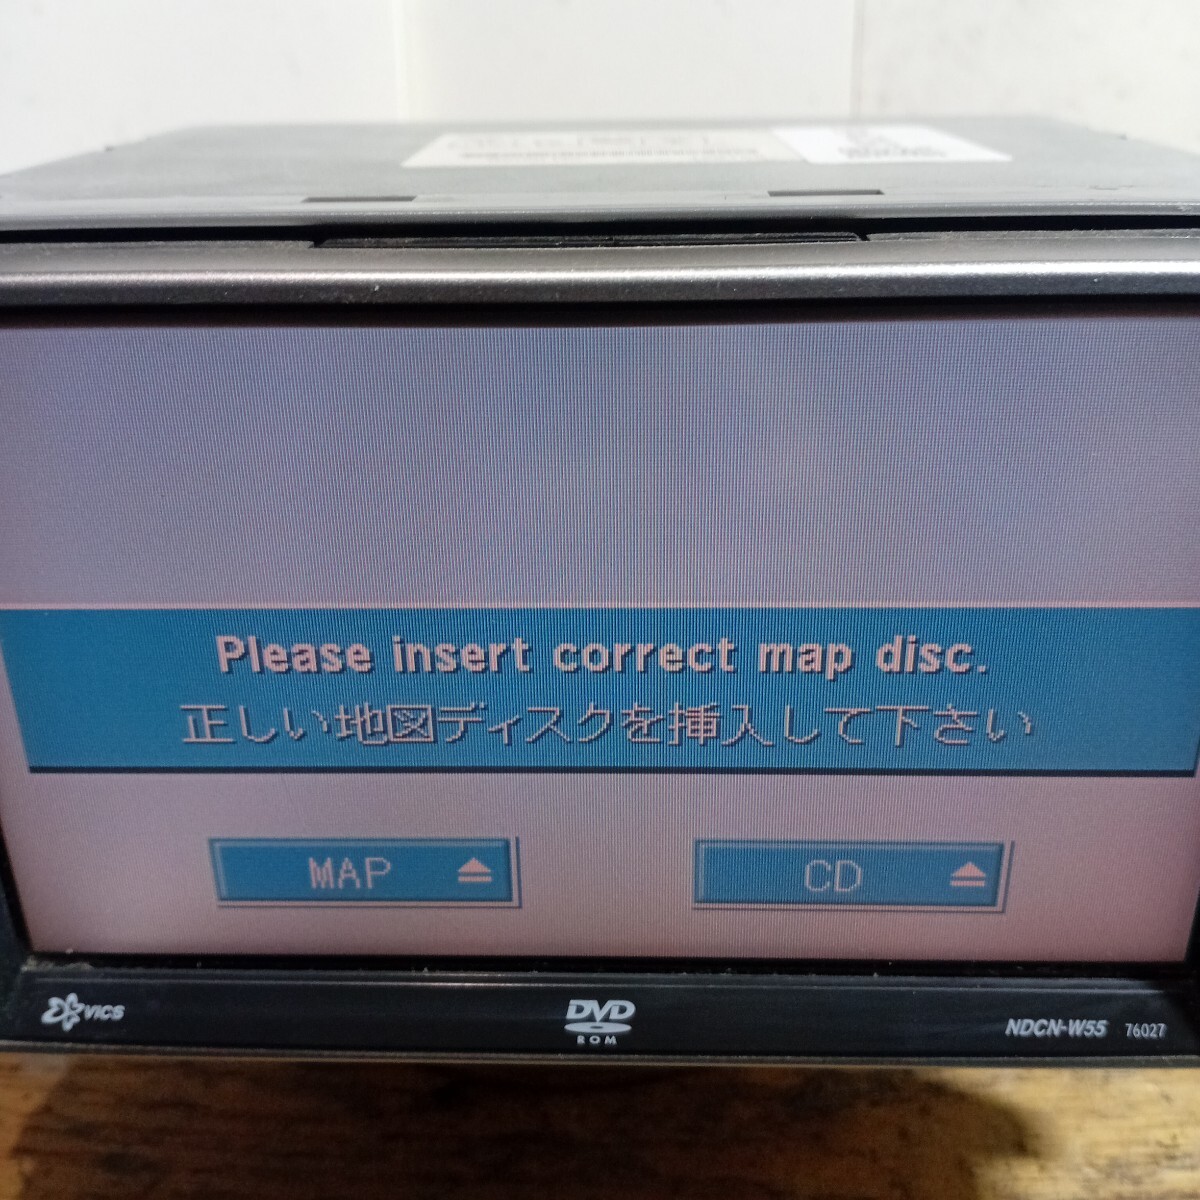 Please insert correct map disc.
正しい地図ディスクを挿入して下さい
MAP
CD
VICS
DVD
ROM
NDCN-W55 76027